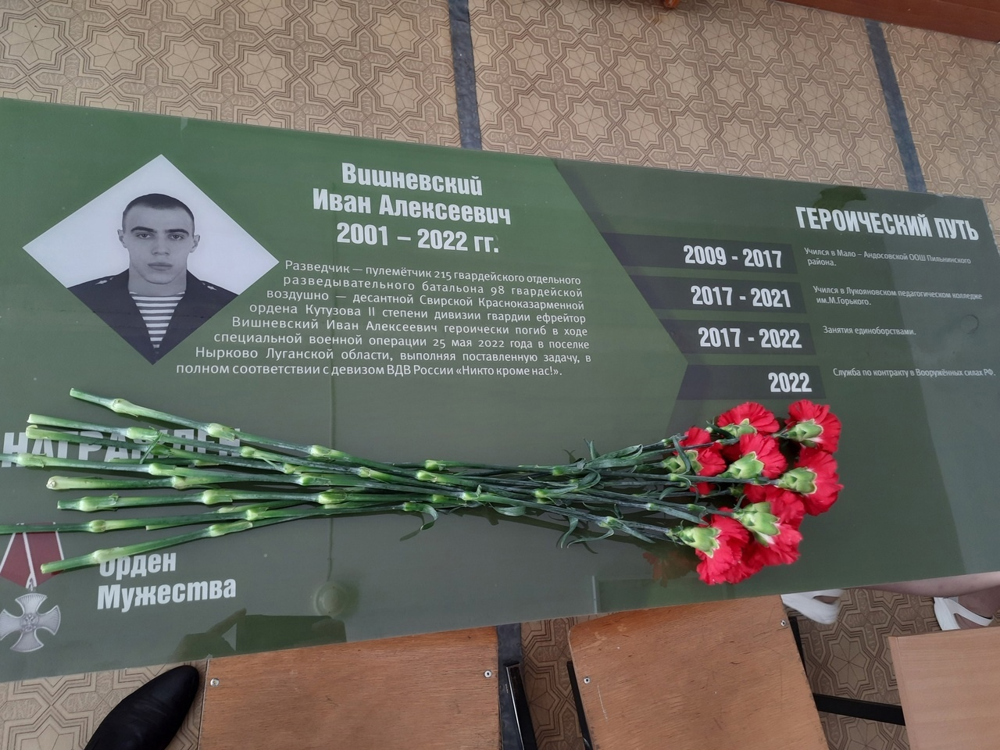 Вишневский
Иван Алексеевич
2001 – 2022 гг.
Разведчик — пулемётчик 215 гвардейского отдельного
разведывательного батальона 98 гвардейской
воздушно — десантной Свирской Красноказарменной
ордена Кутузова II степени дивизии гвардии ефрейтор
Вишневский Иван Алексеевич героически погиб в ходе
специальной военной операции 25 мая 2022 года в поселке
Нырково Луганской области, выполняя поставленную задачу, в
полном соответствии с девизом ВДВ России «Никто кроме нас!».
ГЕРОИЧЕСКИЙ ПУТЬ
2009 - 2017
Учился в Мало – Андосовской ООШ Пильнинского
района.
2017 - 2021
Учился в Лукояновском педагогическом колледже
им.М.Горького.
2017 - 2022
Занятия единоборствами.
2022
Служба по контракту в Вооружённых силах РФ.
НАГРАЖДЕН
Орден
Мужества